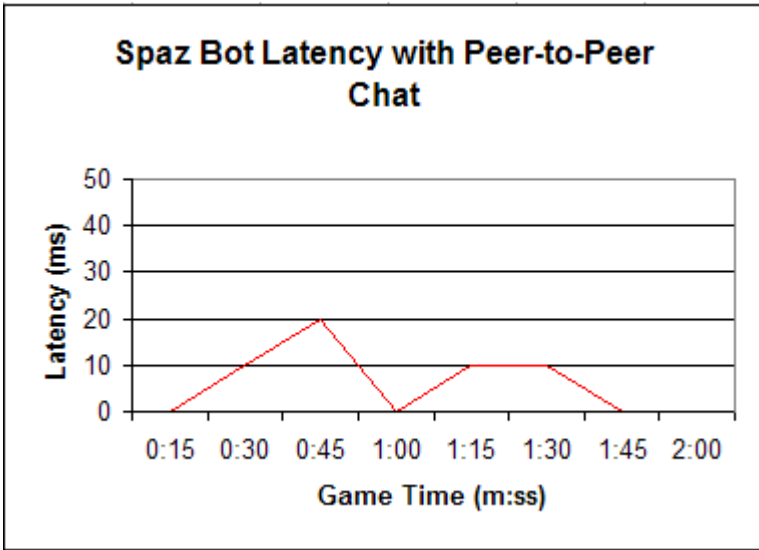 Spaz Bot Latency with Peer-to-Peer
Chat
50
40
30
20
10
0
Latency (ms)
0:15 0:30 0:45 1:00 1:15 1:30 1:45 2:00
Game Time (m:ss)